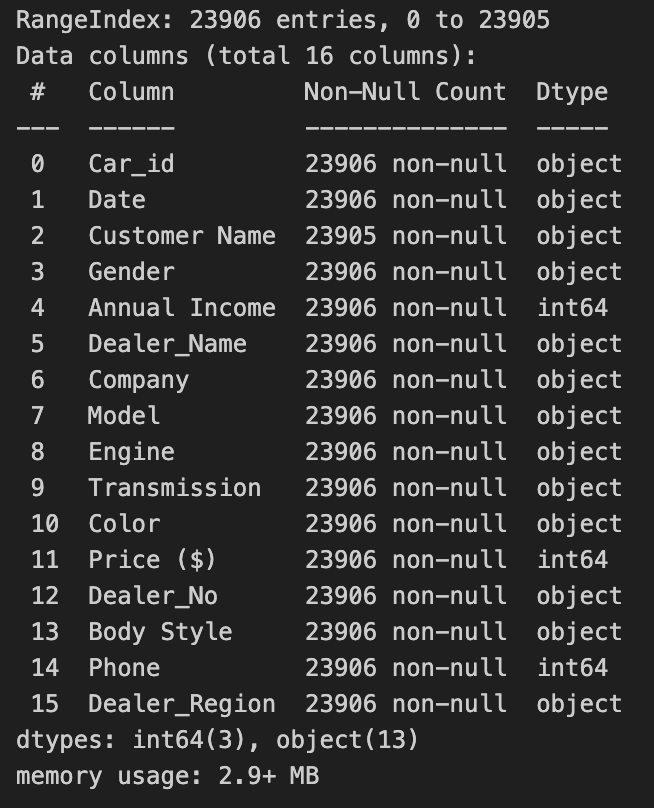 RangeIndex: 23906 entries, 0 to 23905
Data columns (total 16 columns):
 #   Column         Non-Null Count  Dtype
---  ------         --------------  -----
 0   Car_id         23906 non-null  object
 1   Date           23906 non-null  object
 2   Customer Name  23905 non-null  object
 3   Gender         23906 non-null  object
 4   Annual Income  23906 non-null  int64
 5   Dealer_Name    23906 non-null  object
 6   Company        23906 non-null  object
 7   Model          23906 non-null  object
 8   Engine         23906 non-null  object
 9   Transmission   23906 non-null  object
 10  Color          23906 non-null  object
 11  Price ($)      23906 non-null  int64
 12  Dealer_No      23906 non-null  object
 13  Body Style     23906 non-null  object
 14  Phone          23906 non-null  int64
 15  Dealer_Region  23906 non-null  object
dtypes: int64(3), object(13)
memory usage: 2.9+ MB